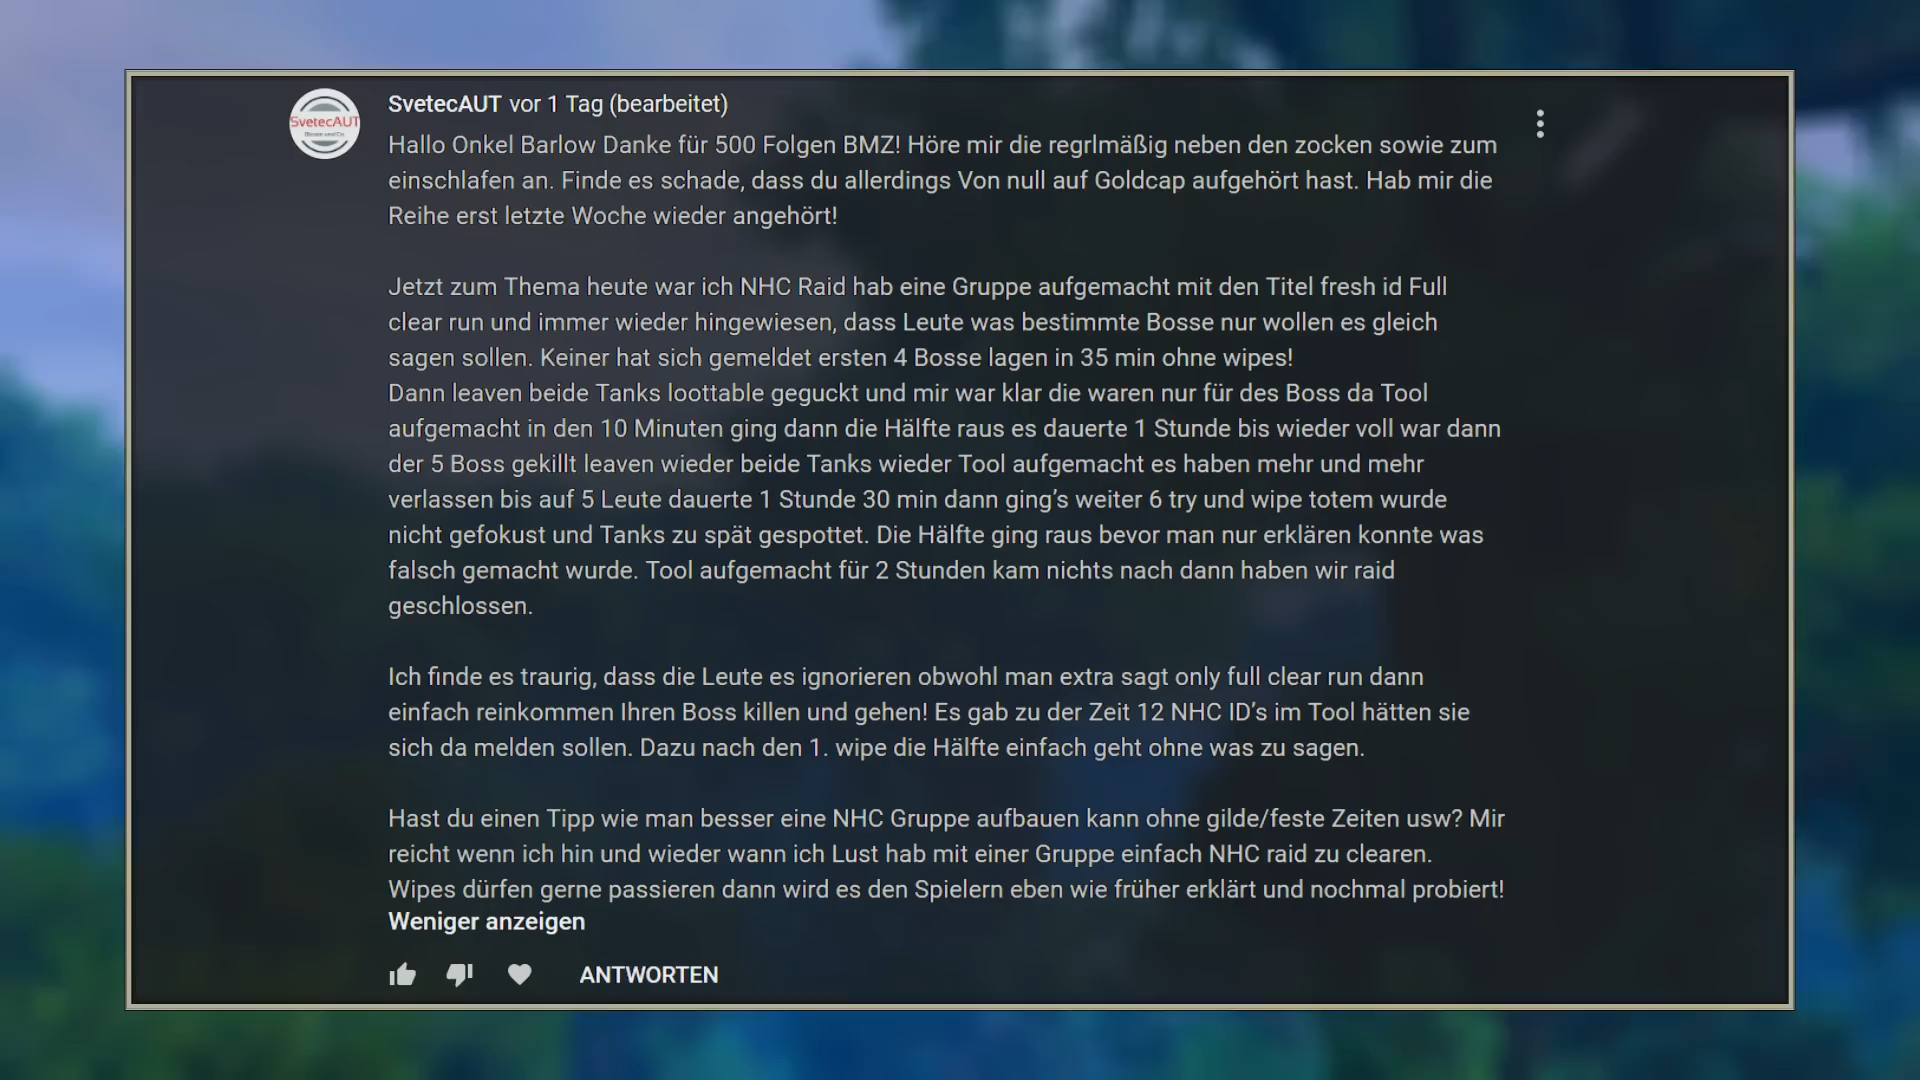 SvetecAUT
SvetecAUT vor 1 Tag (bearbeitet)
Hallo Onkel Barlow Danke für 500 Folgen BMZ! Höre mir die regrlmäßig neben den zocken sowie zum
einschlafen an. Finde es schade, dass du allerdings Von null auf Goldcap aufgehört hast. Hab mir die
Reihe erst letzte Woche wieder angehört!
Jetzt zum Thema heute war ich NHC Raid hab eine Gruppe aufgemacht mit den Titel fresh id Full
clear run und immer wieder hingewiesen, dass Leute was bestimmte Bosse nur wollen es gleich
sagen sollen. Keiner hat sich gemeldet ersten 4 Bosse lagen in 35 min ohne wipes!
Dann leaven beide Tanks loottable geguckt und mir war klar die waren nur für des Boss da Tool
aufgemacht in den 10 Minuten ging dann die Hälfte raus es dauerte 1 Stunde bis wieder voll war dann
der 5 Boss gekillt leaven wieder beide Tanks wieder Tool aufgemacht es haben mehr und mehr
verlassen bis auf 5 Leute dauerte 1 Stunde 30 min dann ging’s weiter 6 try und wipe totem wurde
nicht gefokust und Tanks zu spät gespottet. Die Hälfte ging raus bevor man nur erklären konnte was
falsch gemacht wurde. Tool aufgemacht für 2 Stunden kam nichts nach dann haben wir raid
geschlossen.
Ich finde es traurig, dass die Leute es ignorieren obwohl man extra sagt only full clear run dann
einfach reinkommen Ihren Boss killen und gehen! Es gab zu der Zeit 12 NHC ID’s im Tool hätten sie
sich da melden sollen. Dazu nach den 1. wipe die Hälfte einfach geht ohne was zu sagen.
Hast du einen Tipp wie man besser eine NHC Gruppe aufbauen kann ohne gilde/feste Zeiten usw? Mir
reicht wenn ich hin und wieder wann ich Lust hab mit einer Gruppe einfach NHC raid zu clearen.
Wipes dürfen gerne passieren dann wird es den Spielern eben wie früher erklärt und nochmal probiert!
Weniger anzeigen
ANTWORTEN